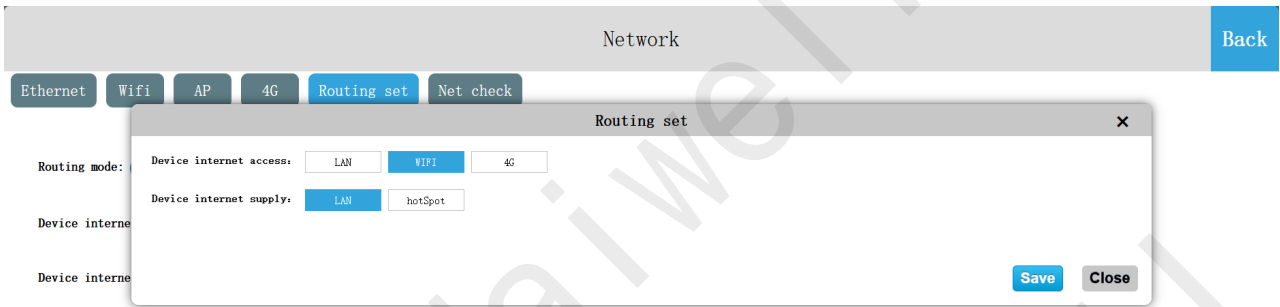 Network
Back
Ethernet Wifi AP 4G Routing set Net check
Routing set ×
Routing mode:
Device internet access: LAN WIFI 4G
Device internet supply: LAN hotSpot
Device interne
Device interne
Save Close